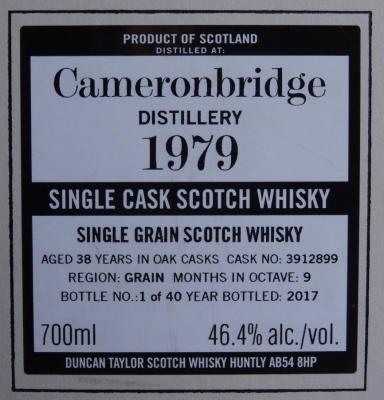 PRODUCT OF SCOTLAND
DISTILLED AT:
Cameronbridge
DISTILLERY
1979
SINGLE CASK SCOTCH WHISKY
SINGLE GRAIN SCOTCH WHISKY
AGED 38 YEARS IN OAK CASKS CASK NO: 3912899
REGION: GRAIN MONTHS IN OCTAVE: 9
BOTTLE NO.:1 of 40 YEAR BOTTLED: 2017
700ml 46.4% alc./vol.
DUNCAN TAYLOR SCOTCH WHISKY HUNTLY AB54 8HP